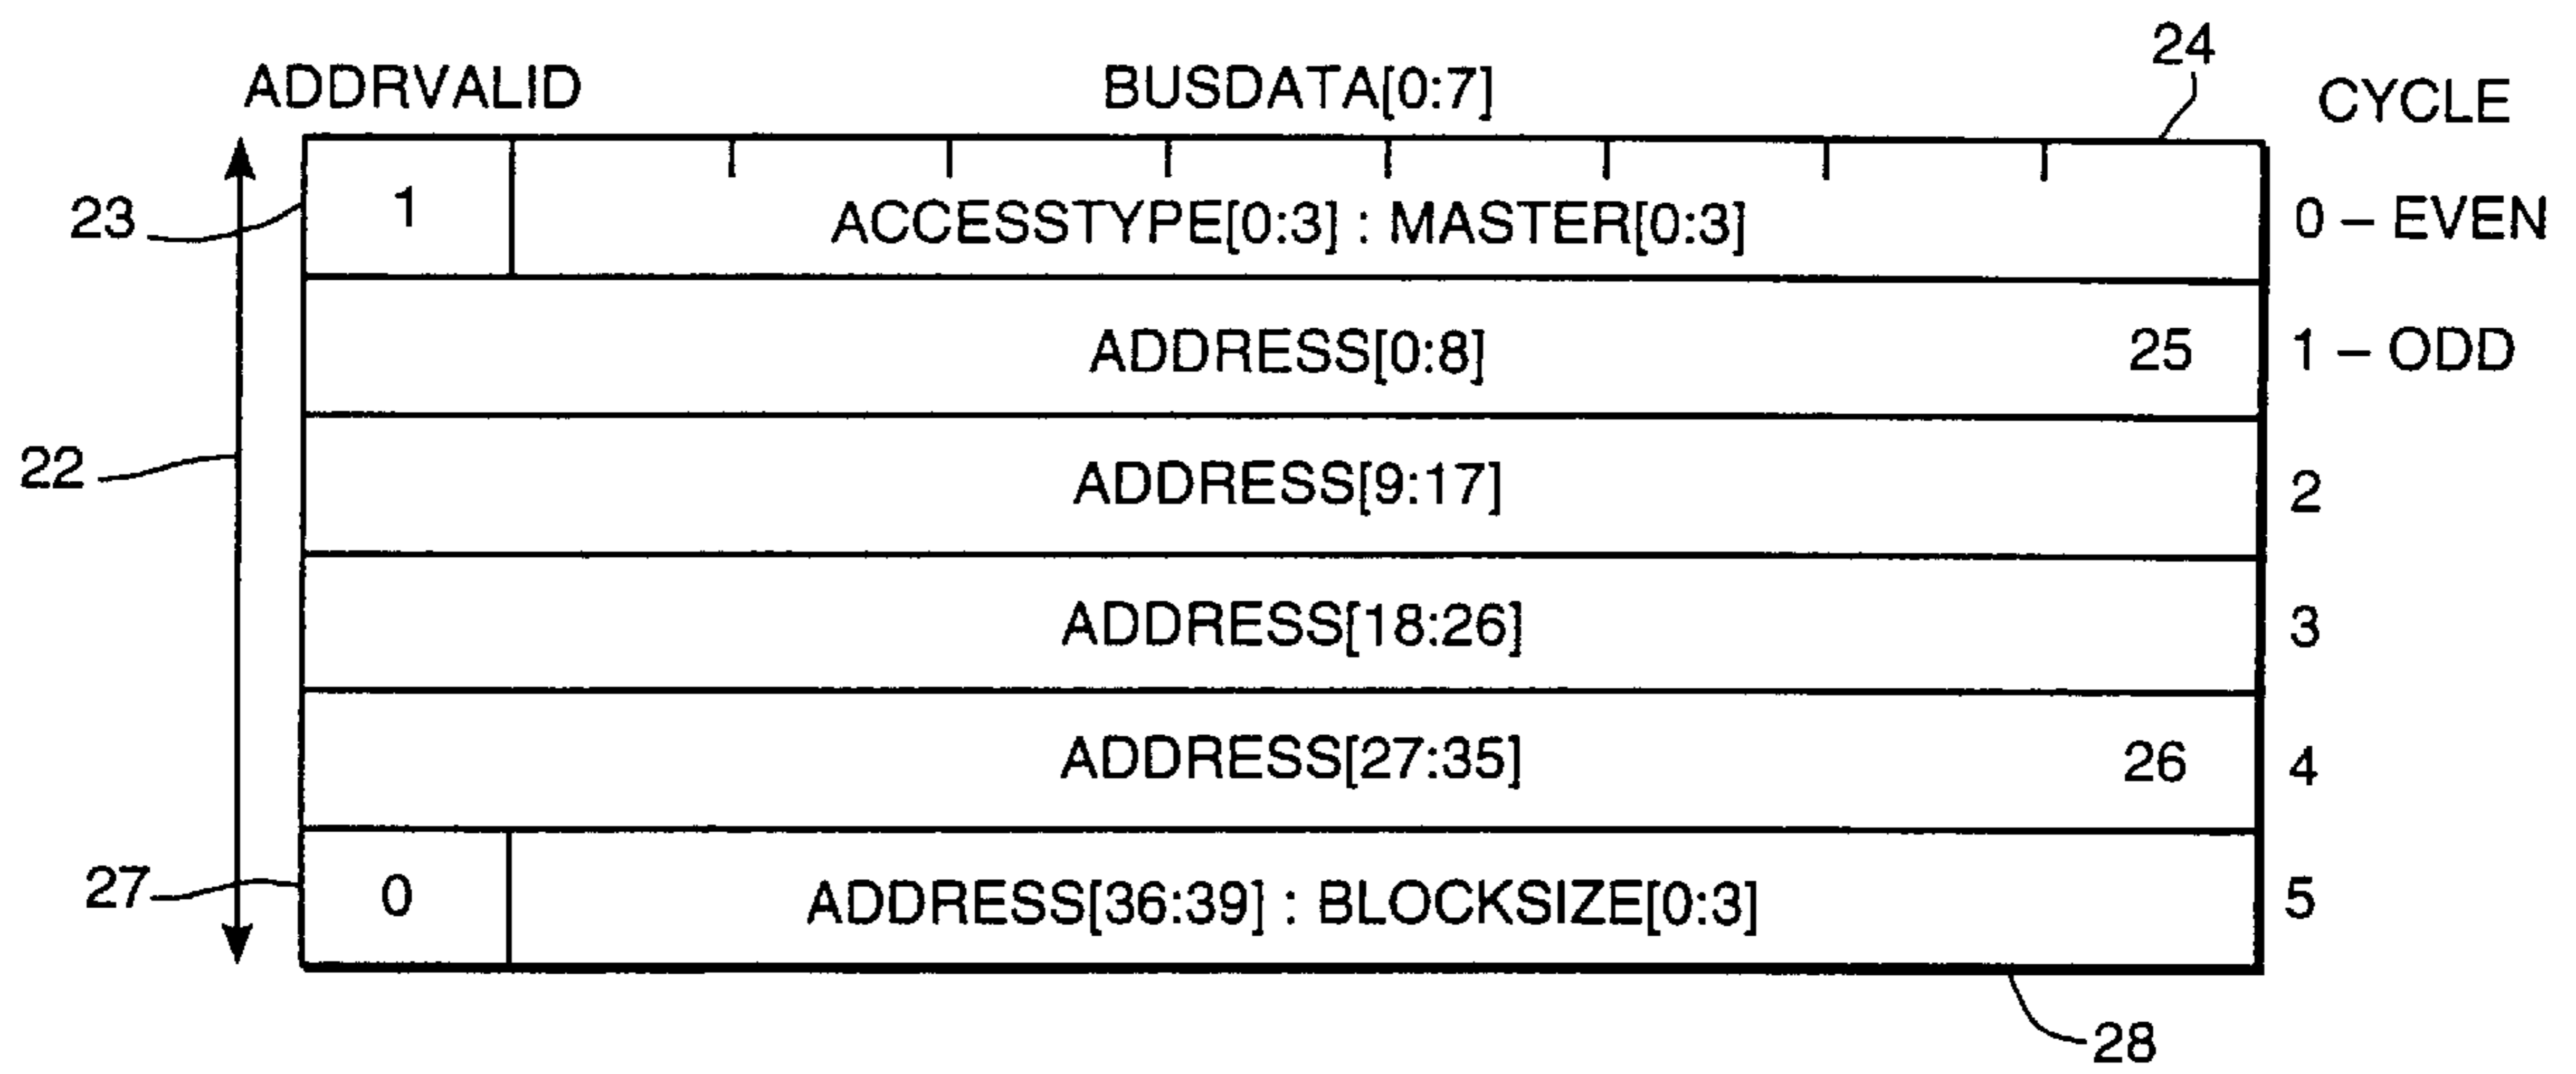 24
ADDRVALID BUSDATA[0:7] CYCLE
23 1 ACCESSTYPE[0:3] : MASTER[0:3] 0 – EVEN
ADDRESS[0:8] 25 1 – ODD
22 ADDRESS[9:17] 2
ADDRESS[18:26] 3
ADDRESS[27:35] 26 4
27 0 ADDRESS[36:39] : BLOCKSIZE[0:3] 5
28